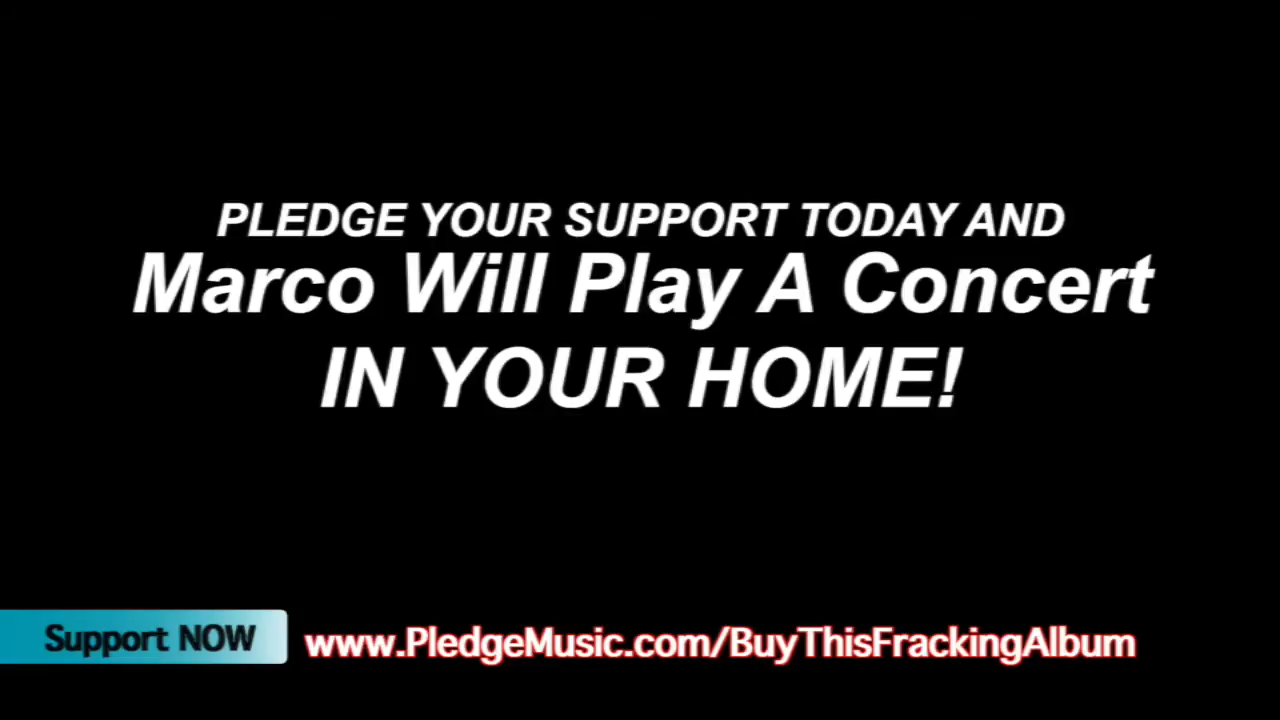 PLEDGE YOUR SUPPORT TODAY AND
Marco Will Play A Concert
IN YOUR HOME!
Support NOW
www.PledgeMusic.com/BuyThisFrackingAlbum